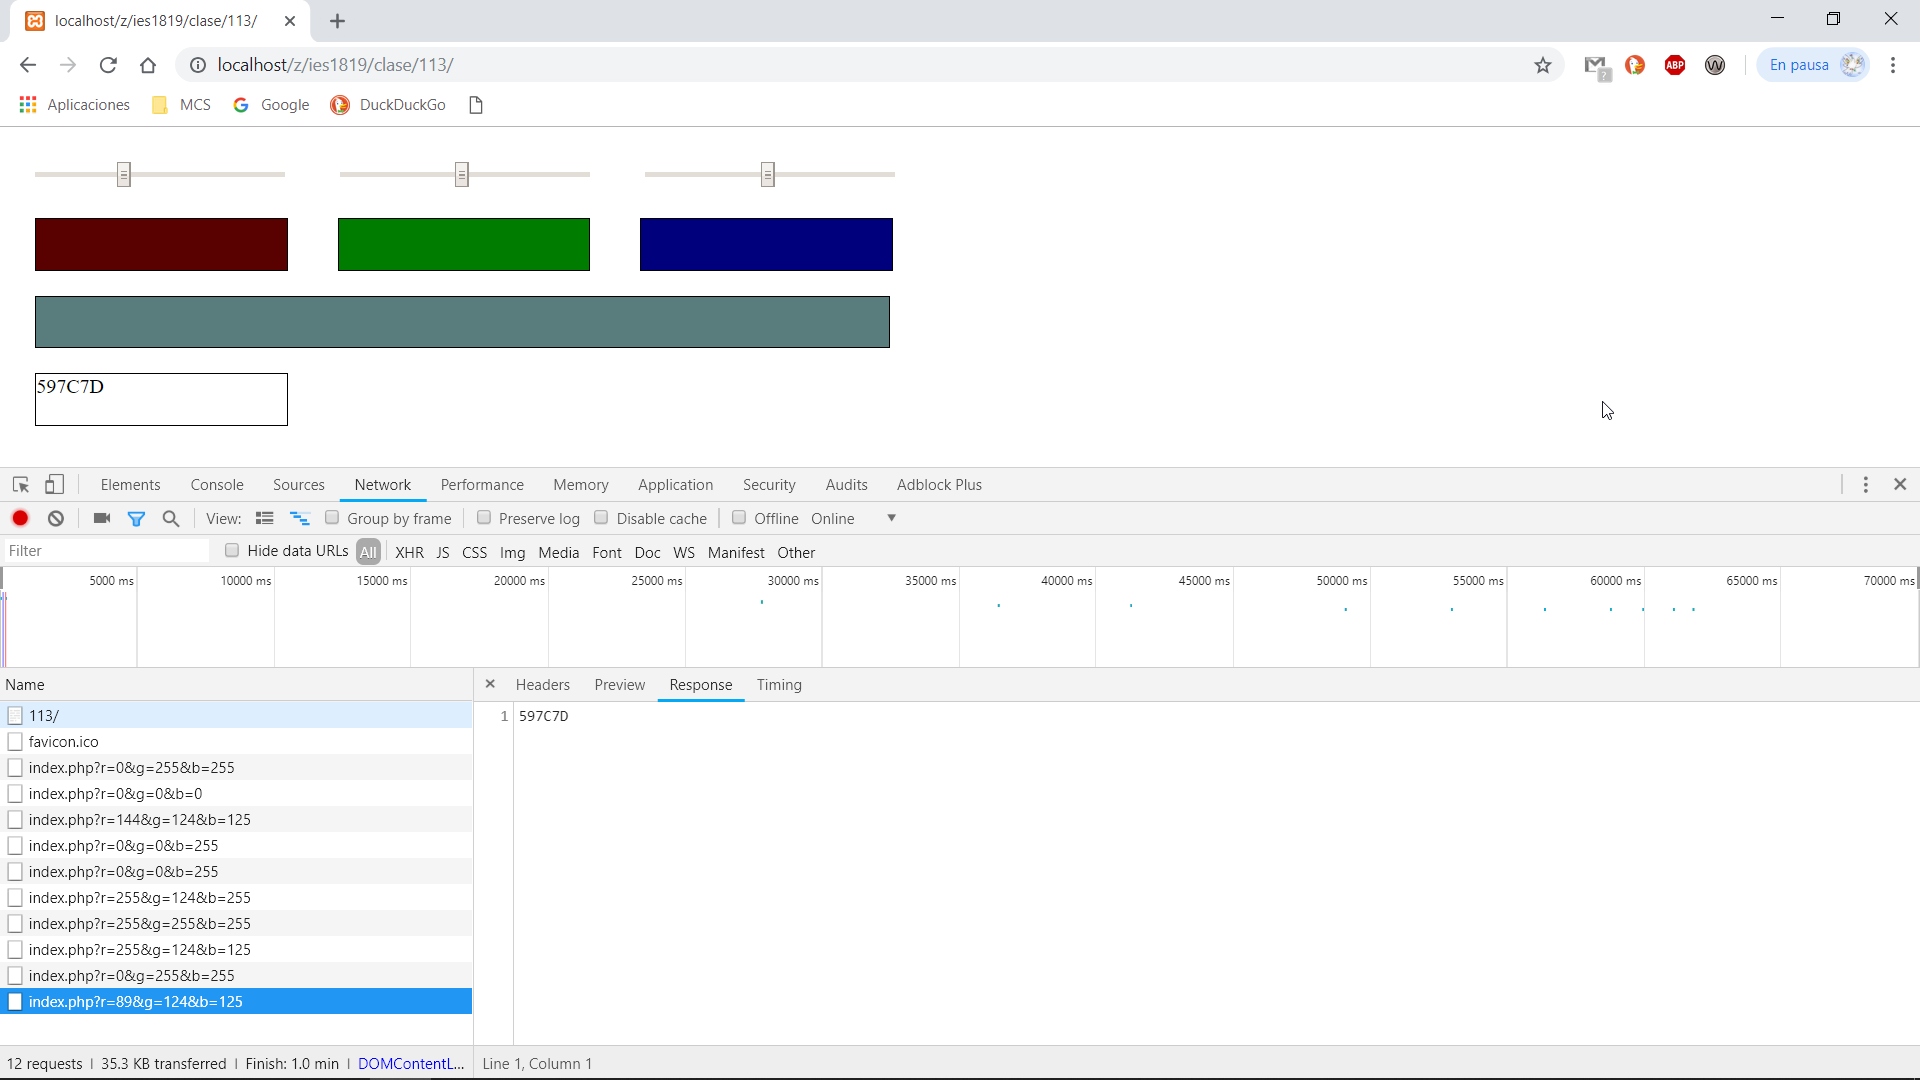 localhost/z/ies1819/clase/113/
localhost/z/ies1819/clase/113/
ABP
En pausa
Aplicaciones MCS Google DuckDuckGo
597C7D
Elements Console Sources Network Performance Memory Application Security Audits Adblock Plus
View: Group by frame Preserve log Disable cache Offline Online
Filter Hide data URLs All XHR JS CSS Img Media Font Doc WS Manifest Other
5000 ms 10000 ms 15000 ms 20000 ms 25000 ms 30000 ms 35000 ms 40000 ms 45000 ms 50000 ms 55000 ms 60000 ms 65000 ms 70000 ms
Name Headers Preview Response Timing
113/
1 597C7D
favicon.ico
index.php?r=0&g=255&b=255
index.php?r=0&g=0&b=0
index.php?r=144&g=124&b=125
index.php?r=0&g=0&b=255
index.php?r=0&g=0&b=255
index.php?r=255&g=124&b=255
index.php?r=255&g=255&b=255
index.php?r=255&g=124&b=125
index.php?r=0&g=255&b=255
index.php?r=89&g=124&b=125
12 requests | 35.3 KB transferred | Finish: 1.0 min | DOMContentL... Line 1, Column 1